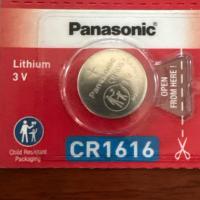 Panasonic
Lithium
3 V
OPEN
FROM HERE!
Child Resistant
Packaging
CR1616